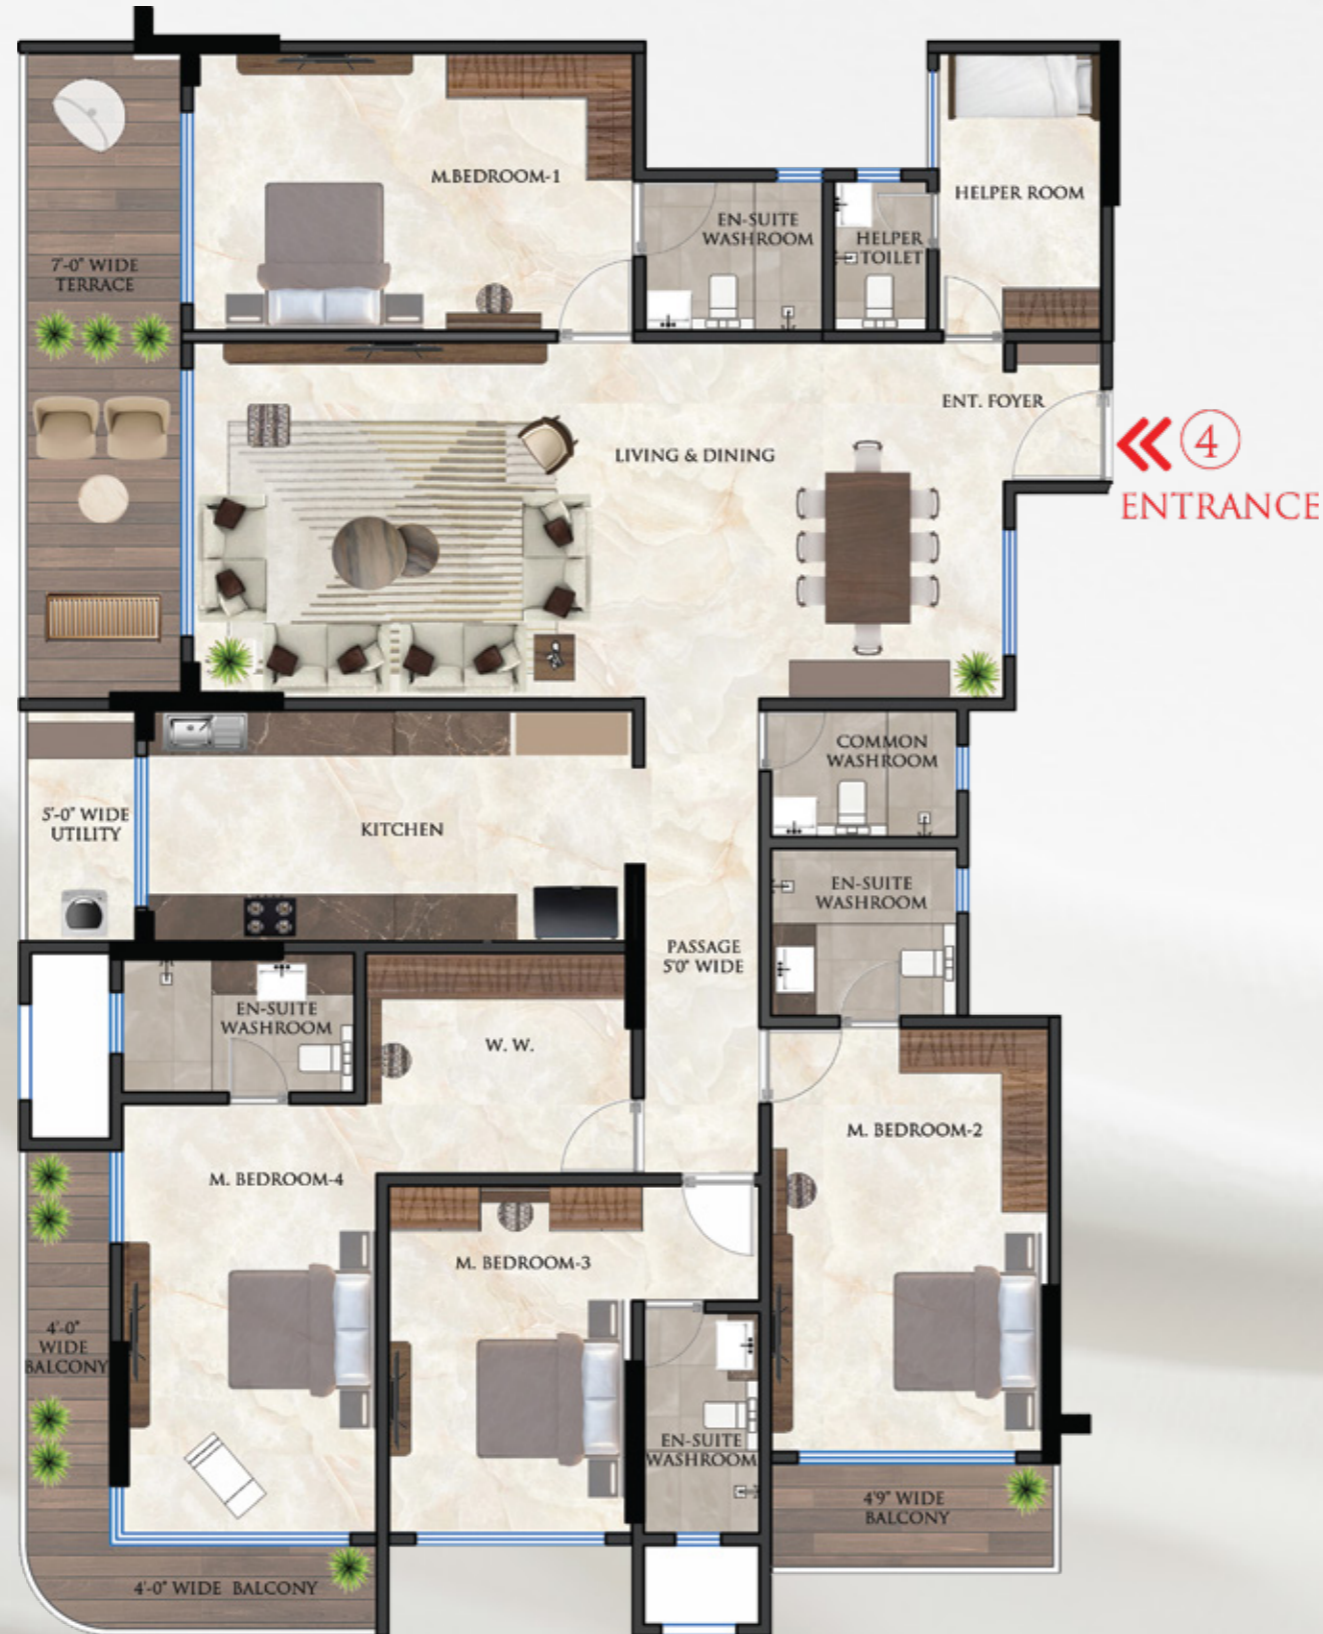 M.BEDROOM-1
EN-SUITE
WASHROOM
HELPER
TOILET
HELPER ROOM
7'-0" WIDE
TERRACE
ENT. FOYER
LIVING & DINING
4
ENTRANCE
COMMON
WASHROOM
5'-0" WIDE
UTILITY
KITCHEN
EN-SUITE
WASHROOM
PASSAGE
5'0" WIDE
EN-SUITE
WASHROOM
W. W.
M. BEDROOM-2
M. BEDROOM-4
M. BEDROOM-3
4'-0"
WIDE
BALCONY
EN-SUITE
WASHROOM
4'9" WIDE
BALCONY
4'-0" WIDE BALCONY